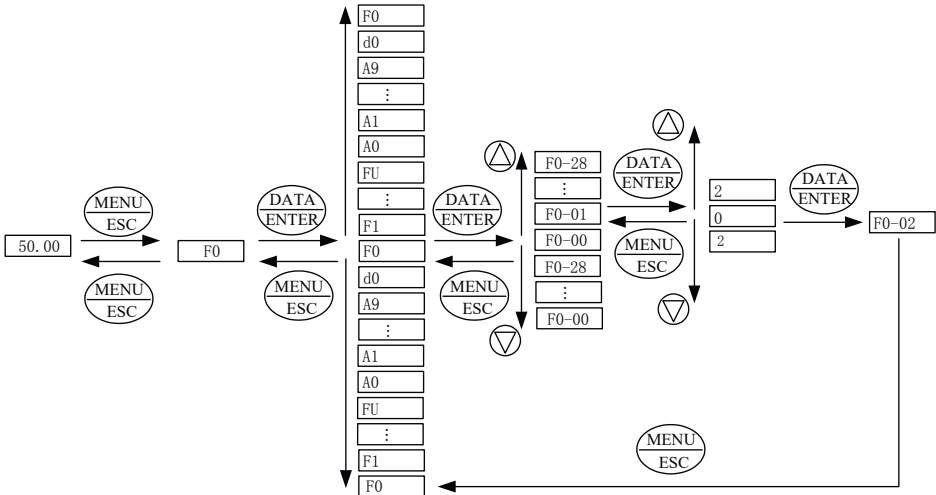 50.00
MENU
ESC
MENU
ESC
F0
DATA
ENTER
MENU
ESC
F0
d0
A9
⋮
A1
A0
FU
⋮
F1
F0
d0
A9
⋮
A1
A0
FU
⋮
F1
F0
DATA
ENTER
MENU
ESC
F0-28
⋮
F0-01
F0-00
F0-28
⋮
F0-00
DATA
ENTER
MENU
ESC
2
0
2
DATA
ENTER
F0-02
MENU
ESC